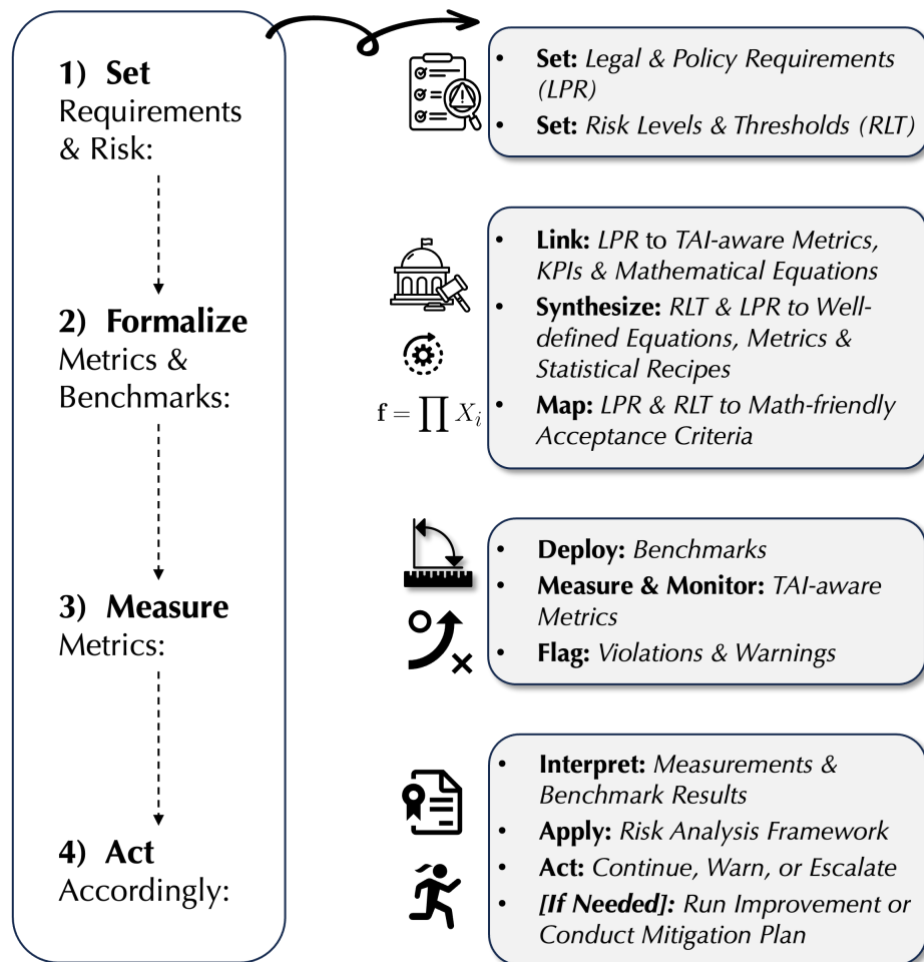 1) Set
Requirements
& Risk:
• Set: Legal & Policy Requirements
(LPR)
• Set: Risk Levels & Thresholds (RLT)
2) Formalize
Metrics &
Benchmarks:
f = ∏ Xᵢ
• Link: LPR to TAI-aware Metrics,
KPIs & Mathematical Equations
• Synthesize: RLT & LPR to Well-
defined Equations, Metrics &
Statistical Recipes
• Map: LPR & RLT to Math-friendly
Acceptance Criteria
3) Measure
Metrics:
• Deploy: Benchmarks
• Measure & Monitor: TAI-aware
Metrics
• Flag: Violations & Warnings
4) Act
Accordingly:
• Interpret: Measurements &
Benchmark Results
• Apply: Risk Analysis Framework
• Act: Continue, Warn, or Escalate
• [If Needed]: Run Improvement or
Conduct Mitigation Plan